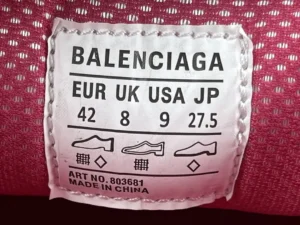 BALENCIAGA
EUR UK USA JP
42 8 9 27.5
ART NO. 803681
MADE IN CHINA